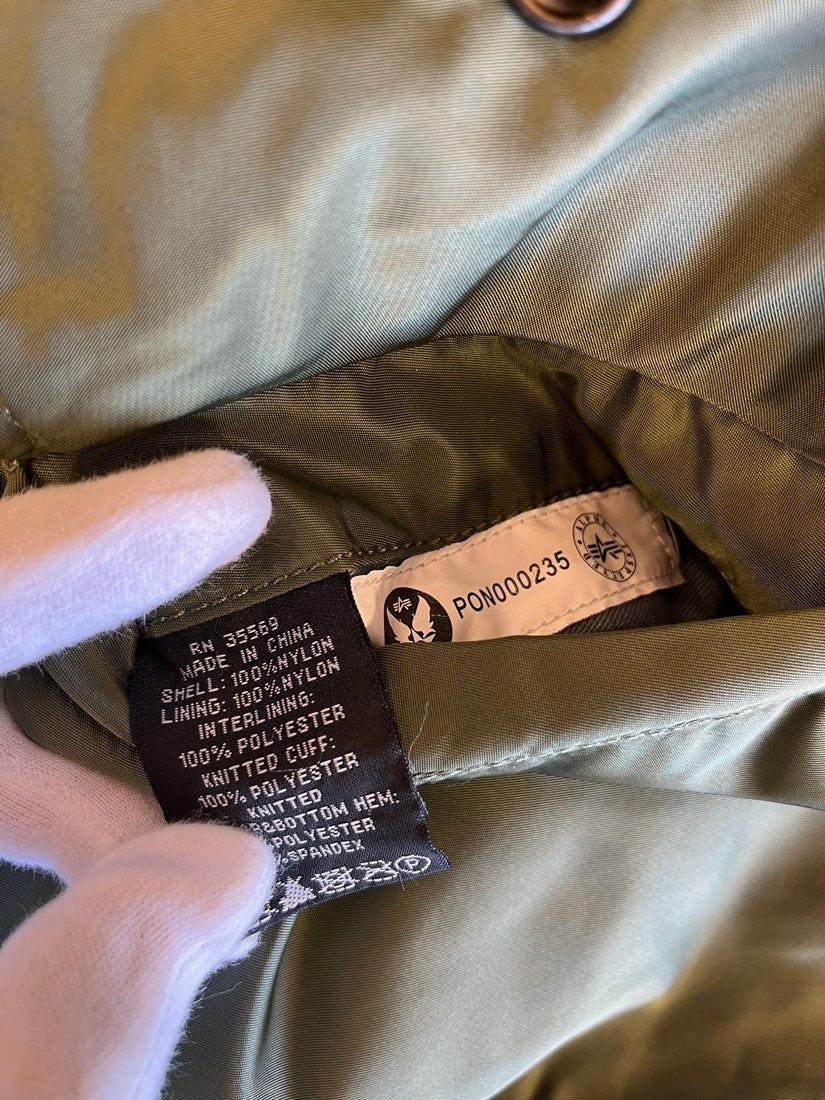 RN 35569
MADE IN CHINA
SHELL: 100%NYLON
LINING: 100%NYLON
INTERLINING:
100% POLYESTER
KNITTED CUFF:
100% POLYESTER
KNITTED
&BOTTOM HEM:
POLYESTER
%SPANDEX
P
PON000235
ALPHA